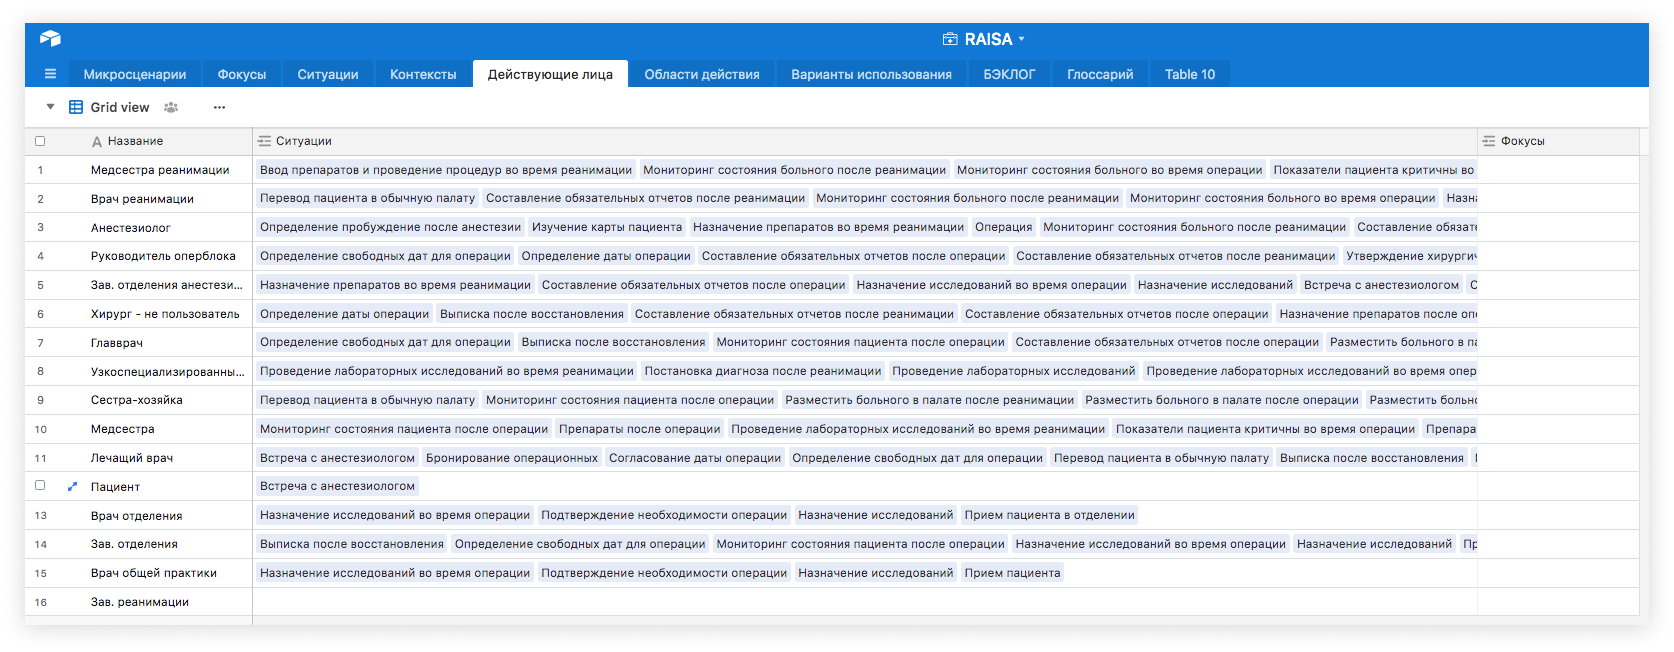 RAISA
Микросценарии Фокусы Ситуации Контексты Действующие лица Области действия Варианты использования БЭКЛОГ Глоссарий Table 10
Grid view ...
Название Ситуации Фокусы
1 Медсестра реанимации Ввод препаратов и проведение процедур во время реанимации Мониторинг состояния больного после реанимации Мониторинг состояния больного во время операции Показатели пациента критичны во
2 Врач реанимации Перевод пациента в обычную палату Составление обязательных отчетов после реанимации Мониторинг состояния больного после реанимации Мониторинг состояния больного во время операции Назн
3 Анестезиолог Определение пробуждение после анестезии Изучение карты пациента Назначение препаратов во время реанимации Операция Мониторинг состояния больного после реанимации Составление обязате
4 Руководитель оперблока Определение свободных дат для операции Определение даты операции Составление обязательных отчетов после операции Составление обязательных отчетов после реанимации Утверждение хирургич
5 Зав. отделения анестези... Назначение препаратов во время реанимации Составление обязательных отчетов после операции Назначение исследований во время операции Назначение исследований Встреча с анестезиологом С
6 Хирург - не пользователь Определение даты операции Выписка после восстановления Составление обязательных отчетов после реанимации Составление обязательных отчетов после операции Назначение препаратов после опе
7 Главврач Определение свободных дат для операции Выписка после восстановления Мониторинг состояния пациента после операции Составление обязательных отчетов после операции Разместить больного в па
8 Узкоспециализированны... Проведение лабораторных исследований во время реанимации Постановка диагноза после реанимации Проведение лабораторных исследований Проведение лабораторных исследований во время опер
9 Сестра-хозяйка Перевод пациента в обычную палату Мониторинг состояния пациента после операции Разместить больного в палате после реанимации Разместить больного в палате после операции Разместить больно
10 Медсестра Мониторинг состояния пациента после операции Препараты после операции Проведение лабораторных исследований во время реанимации Показатели пациента критичны во время операции Препара
11 Лечащий врач Встреча с анестезиологом Бронирование операционных Согласование даты операции Определение свободных дат для операции Перевод пациента в обычную палату Выписка после восстановления
Пациент Встреча с анестезиологом
13 Врач отделения Назначение исследований во время операции Подтверждение необходимости операции Назначение исследований Прием пациента в отделении
14 Зав. отделения Выписка после восстановления Определение свободных дат для операции Мониторинг состояния пациента после операции Назначение исследований во время операции Назначение исследований Пр
15 Врач общей практики Назначение исследований во время операции Подтверждение необходимости операции Назначение исследований Прием пациента
16 Зав. реанимации